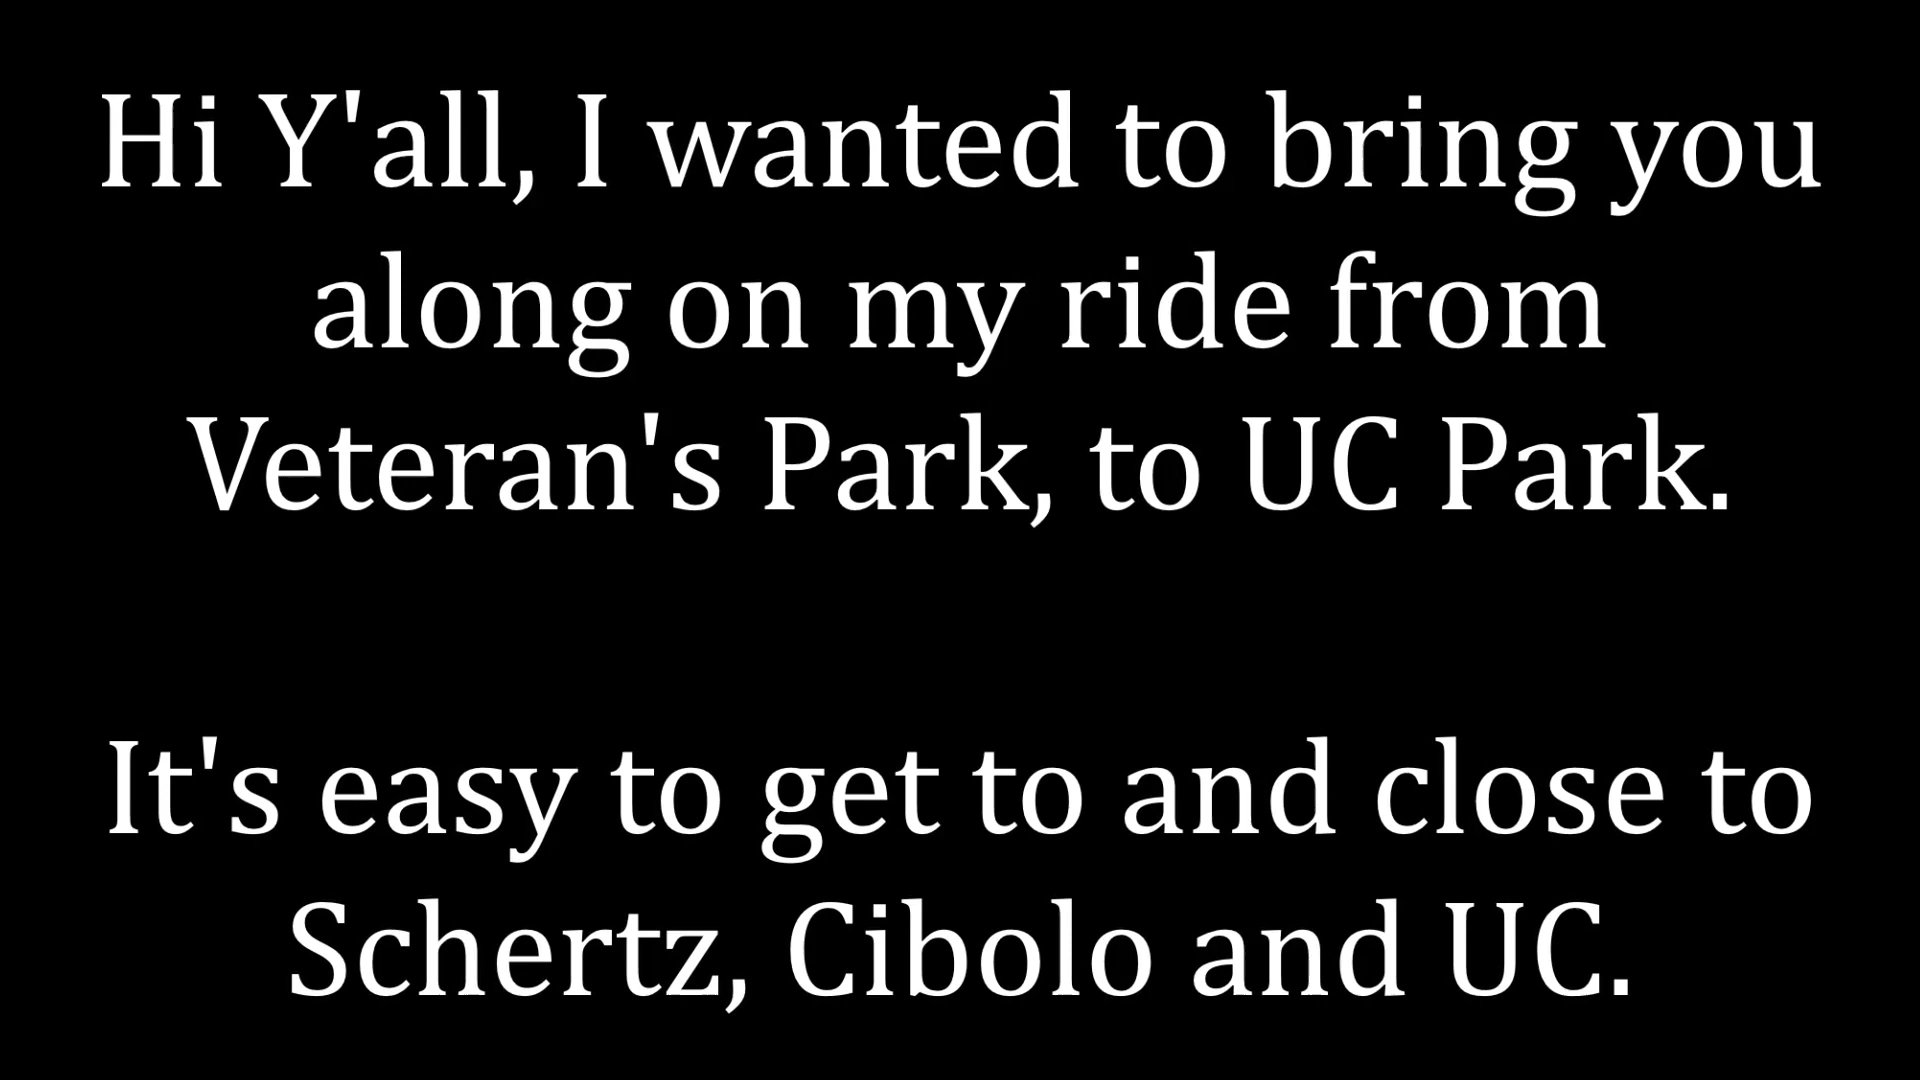 Hi Y'all, I wanted to bring you
along on my ride from
Veteran's Park, to UC Park.
It's easy to get to and close to
Schertz, Cibolo and UC.